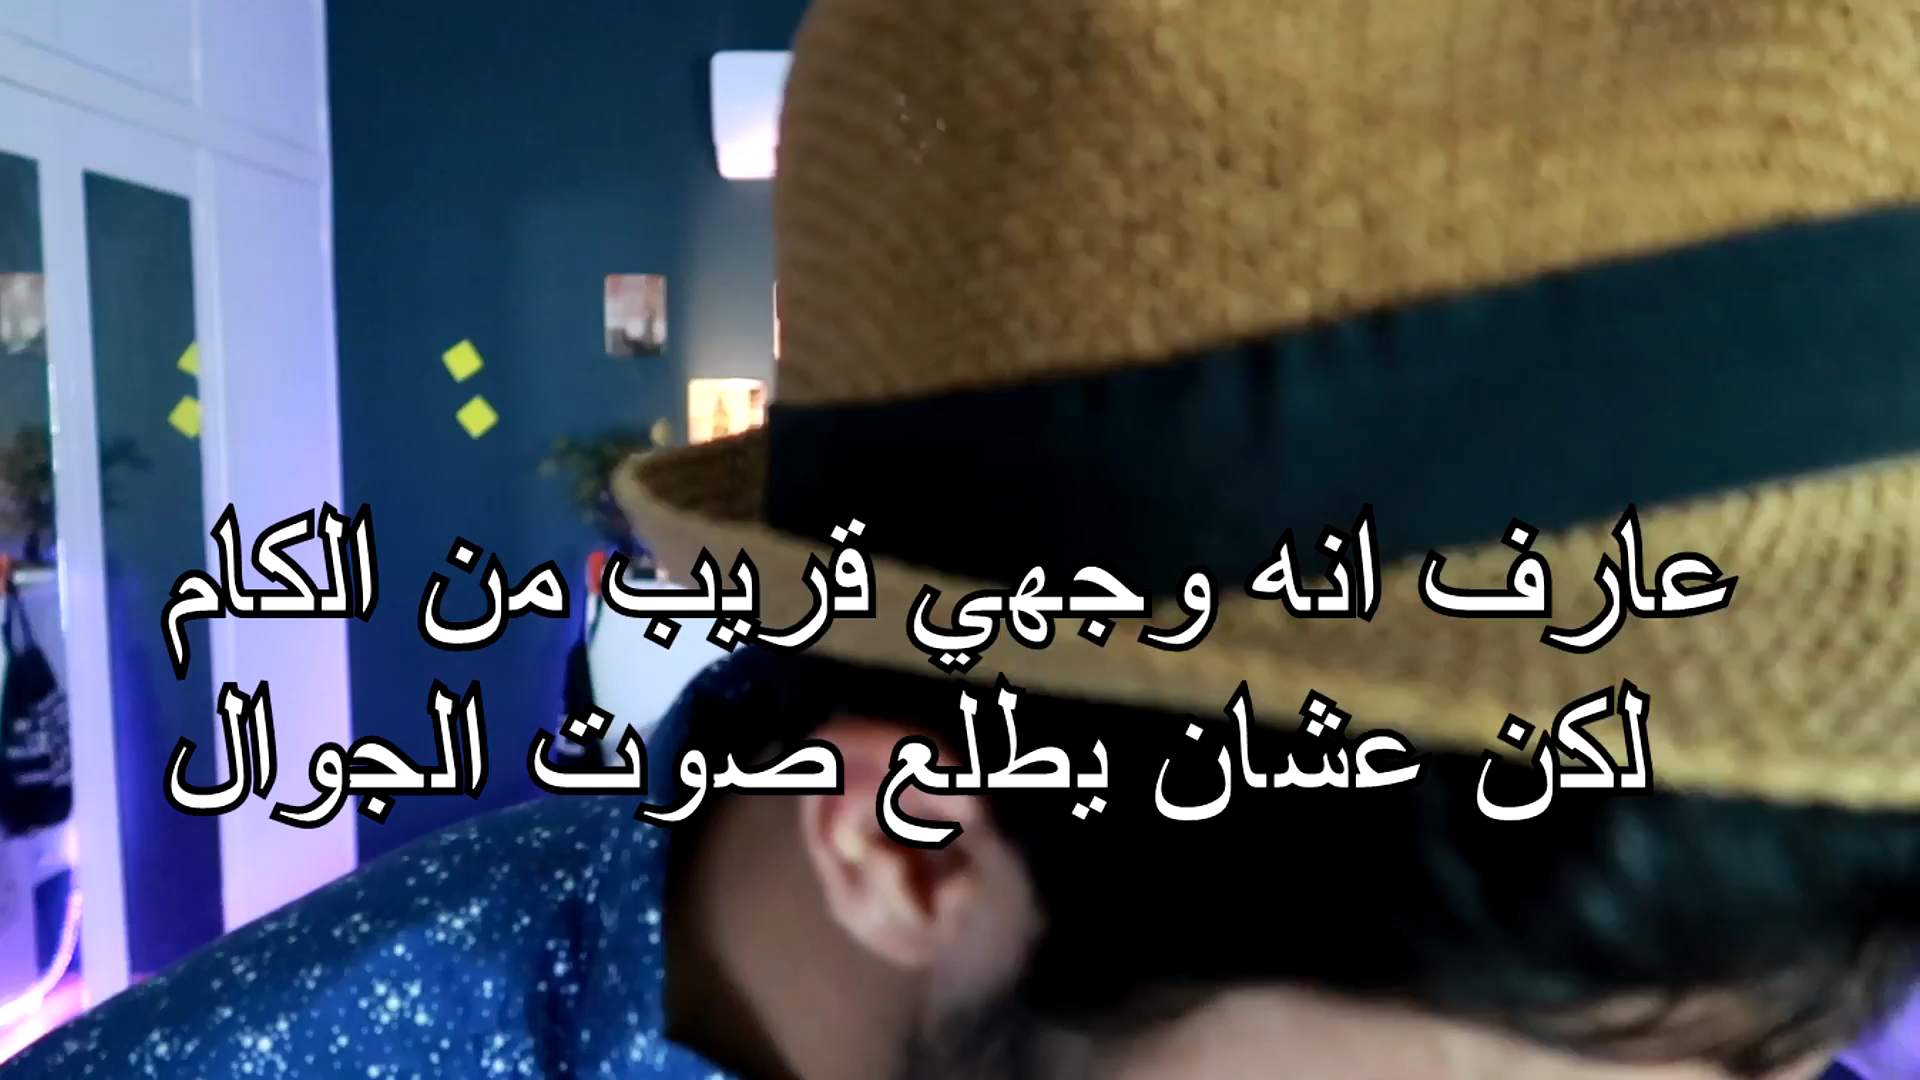 عارف انه وجهي قريب من الكام
لكن عشان يطلع صوت الجوال